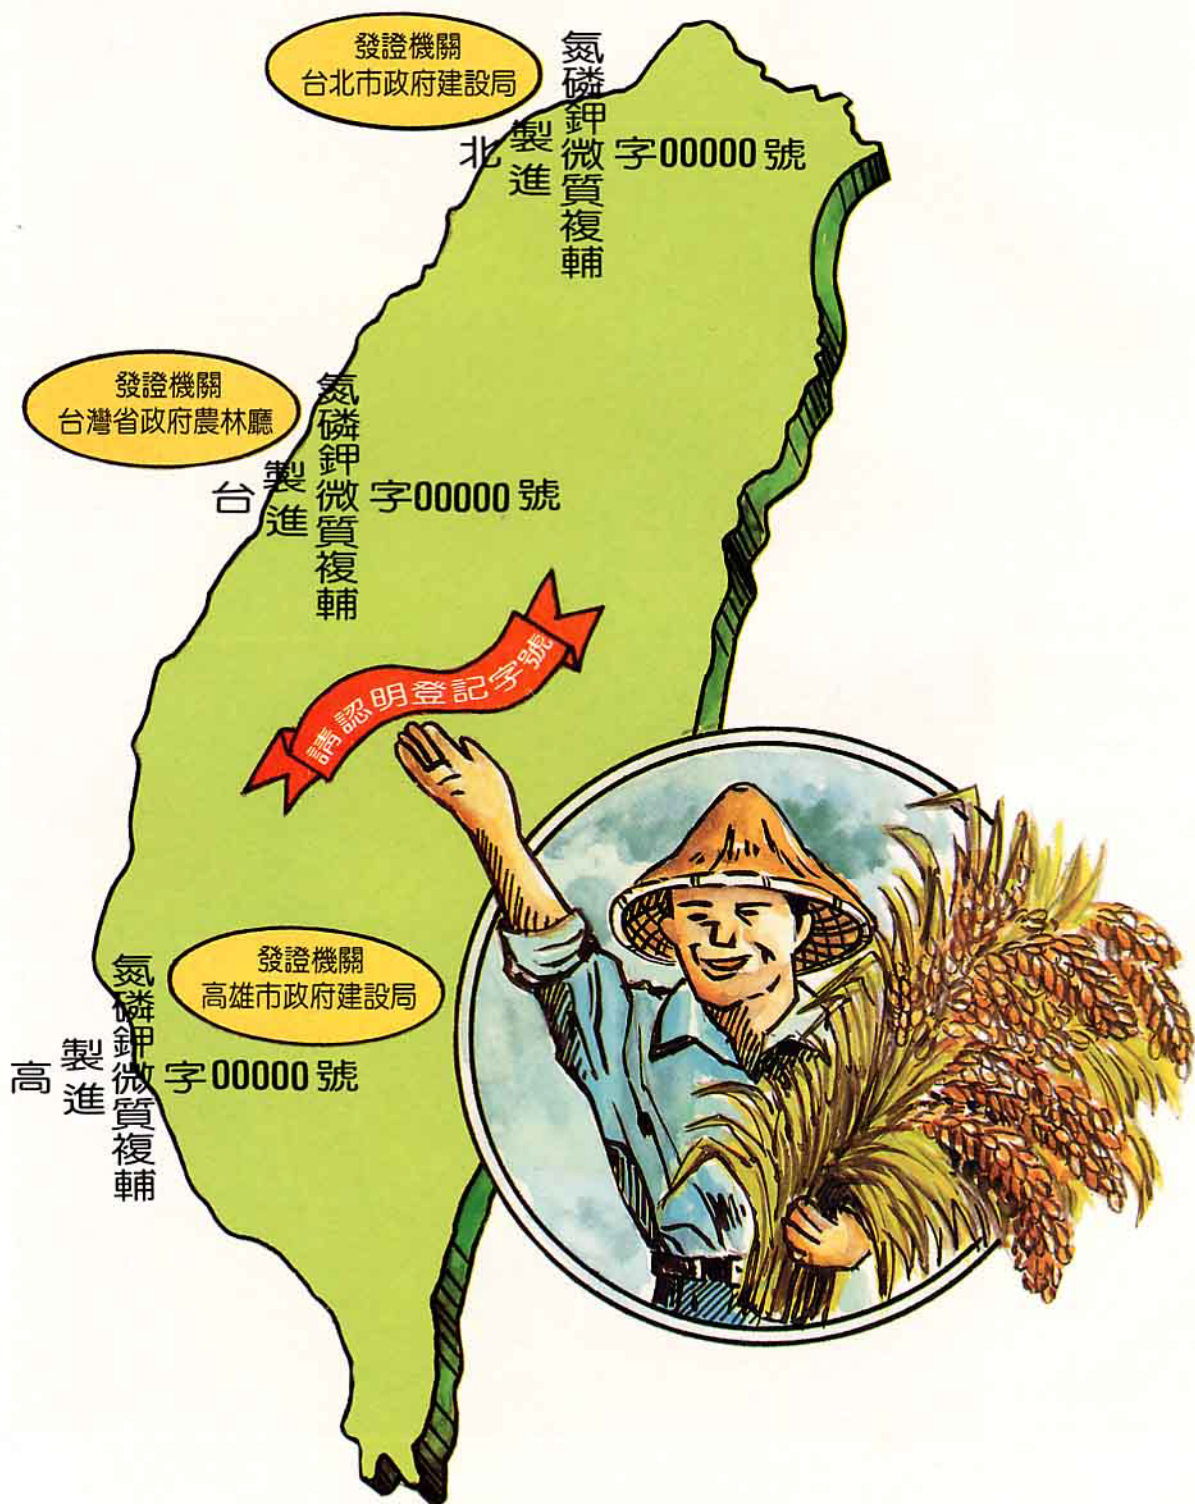 發證機關
台北市政府建設局
北
製
進
氮磷鉀微質複輔
字00000號
發證機關
台灣省政府農林廳
台
製
進
氮磷鉀微質複輔
字00000號
請認明登記字號
發證機關
高雄市政府建設局
高
製
進
氮磷鉀微質複輔
字00000號